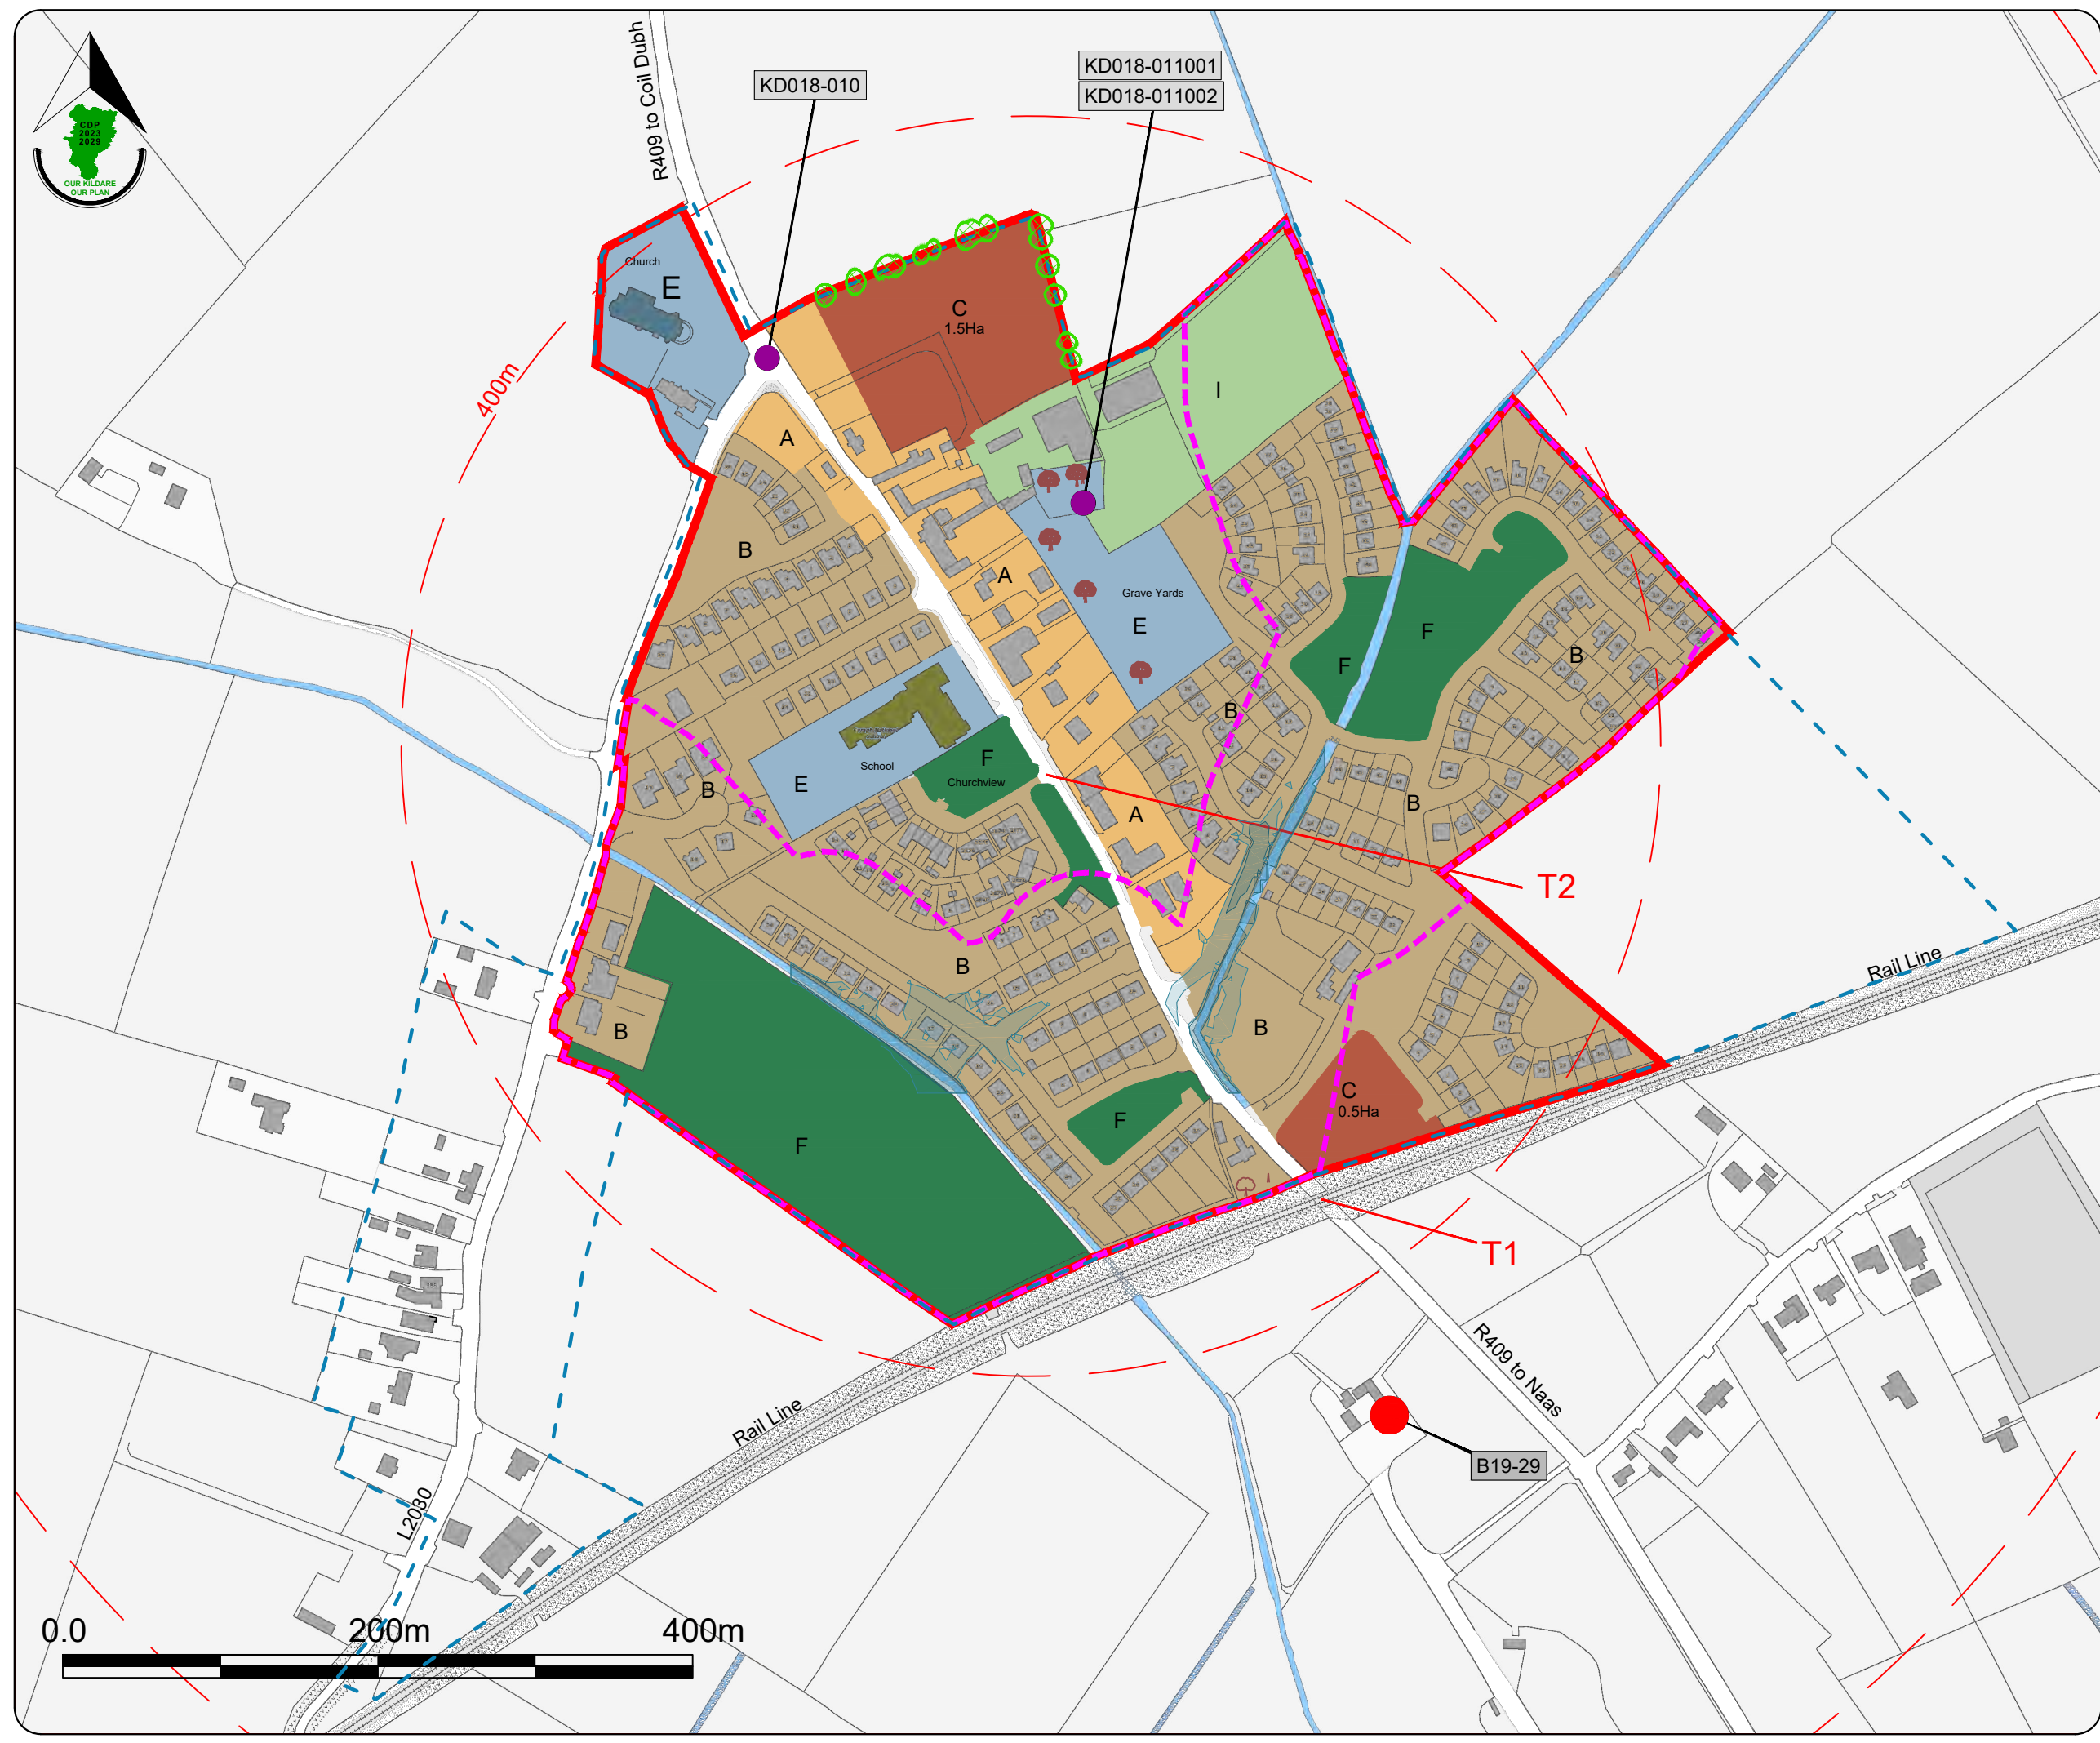 R409 to Coil Dubh
KD018-010
KD018-011001
KD018-011002
CDP
2023
2029
OUR KILDARE
OUR PLAN
Church
E
C
1.5Ha
400m
I
A
B
A
Grave Yards
E
F
F
B
B
School
E
F
Churchview
B
B
A
T2
B
B
B
C
0.5Ha
F
F
T1
Rail Line
Rail Line
R409 to Naas
B19-29
L2030
0.0
200m
400m